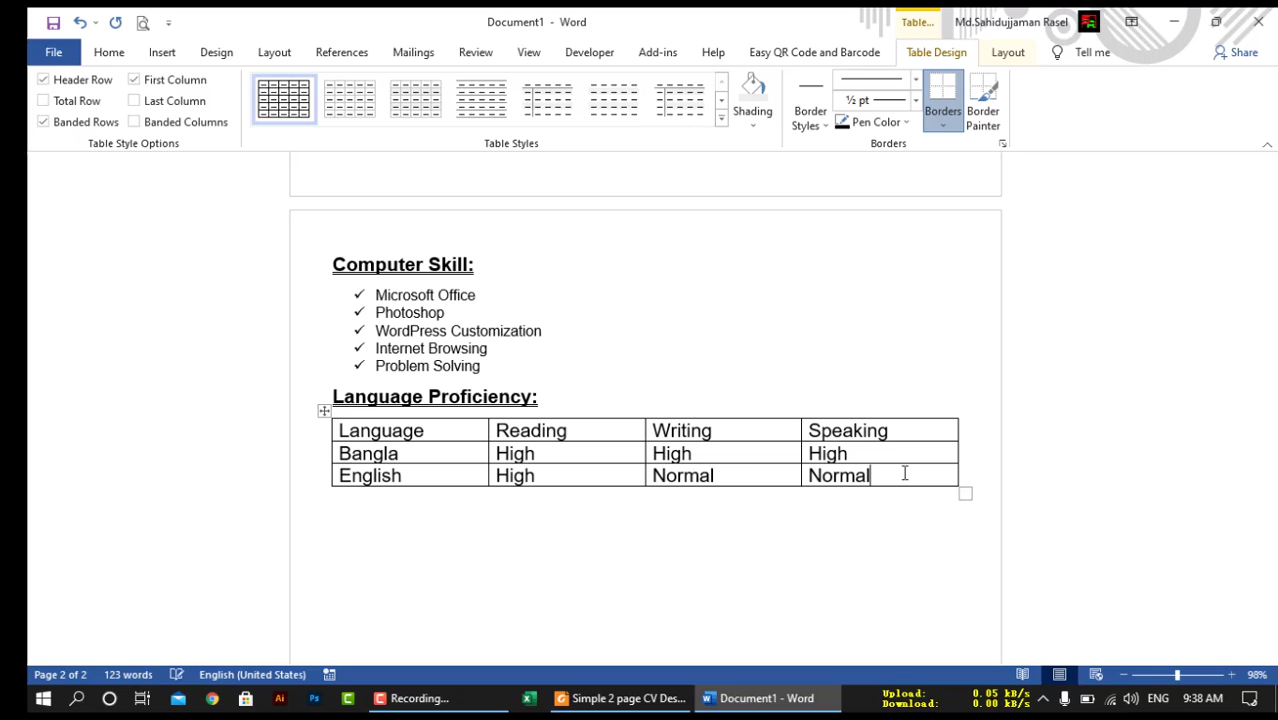 Document1 - Word
Table...
Md.Sahidujjaman Rasel
File Home Insert Design Layout References Mailings Review View Developer Add-ins Help Easy QR Code and Barcode Table Design Layout Tell me Share
Header Row First Column
Total Row Last Column
Banded Rows Banded Columns
Table Style Options
Table Styles
Shading
Border Styles
½ pt
Pen Color
Borders
Border Painter
Borders
Computer Skill:
Microsoft Office
Photoshop
WordPress Customization
Internet Browsing
Problem Solving
Language Proficiency:
Language Reading Writing Speaking
Bangla High High High
English High Normal Normal
Page 2 of 2 123 words English (United States) 98%
Recording... Simple 2 page CV Des... Document1 - Word
Upload: 0.05 kB/s
Download: 0.00 kB/s
ENG 9:38 AM